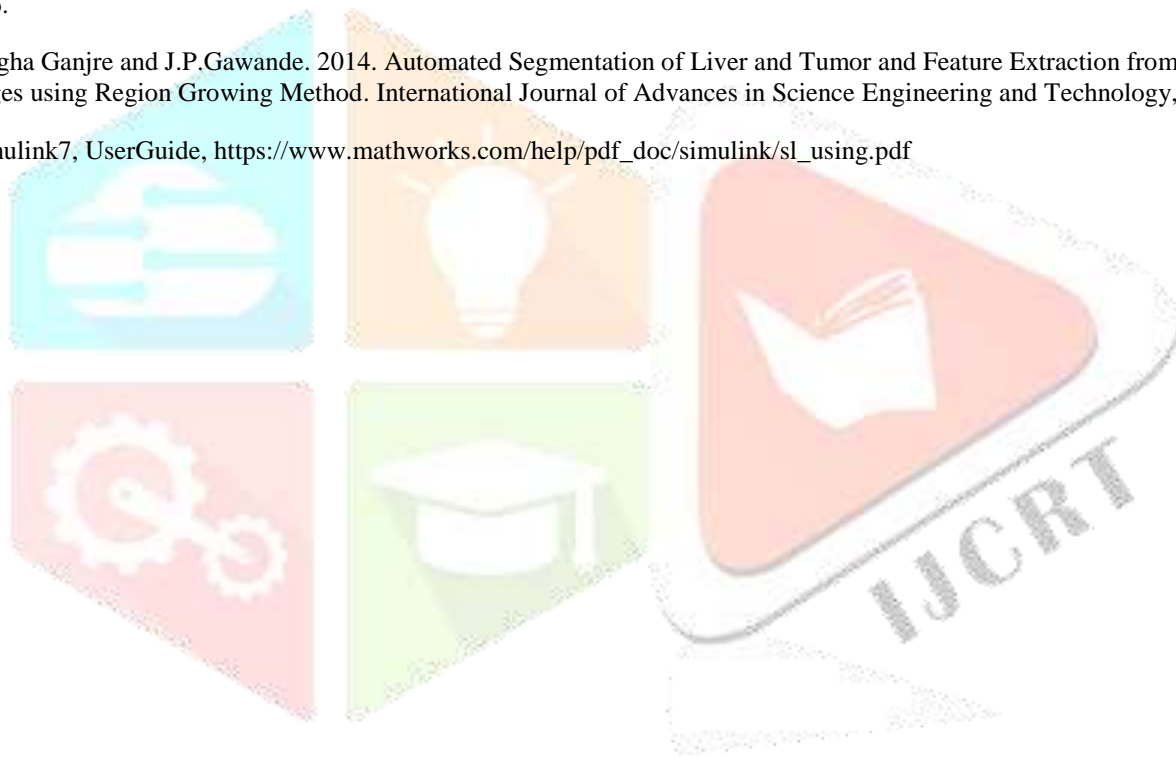 gha Ganjre and J.P.Gawande. 2014. Automated Segmentation of Liver and Tumor and Feature Extraction from
ges using Region Growing Method. International Journal of Advances in Science Engineering and Technology,
nulink7, UserGuide, https://www.mathworks.com/help/pdf_doc/simulink/sl_using.pdf
IJCRT